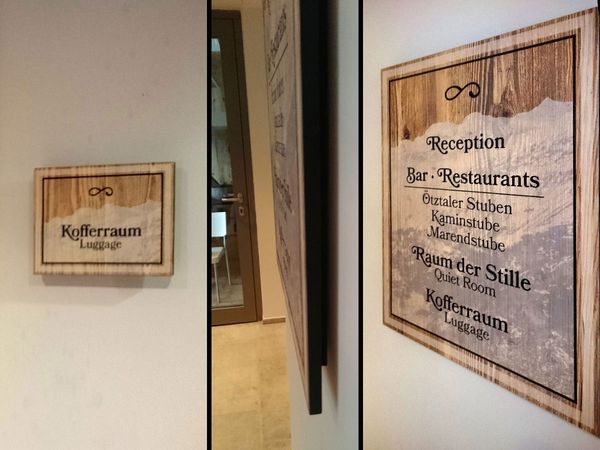 Kofferraum
Luggage
Reception
Bar · Restaurants
Ötztaler Stuben
Kaminstube
Marendstube
Raum der Stille
Quiet Room
Kofferraum
Luggage